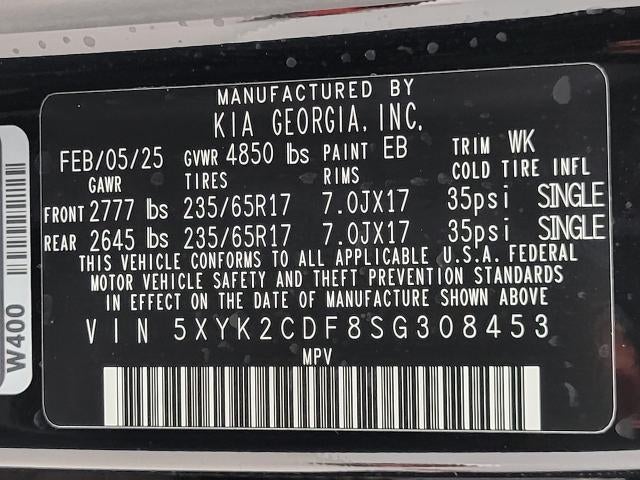 MANUFACTURED BY
KIA GEORGIA, INC.
FEB/05/25 GVWR 4850 lbs PAINT EB TRIM WK
GAWR TIRES RIMS COLD TIRE INFL
FRONT 2777 lbs 235/65R17 7.0JX17 35psi SINGLE
REAR 2645 lbs 235/65R17 7.0JX17 35psi SINGLE
THIS VEHICLE CONFORMS TO ALL APPLICABLE U.S.A. FEDERAL
MOTOR VEHICLE SAFETY AND THEFT PREVENTION STANDARDS
IN EFFECT ON THE DATE OF MANUFACTURE SHOWN ABOVE
VIN 5XYK2CDF8SG308453
MPV
W400